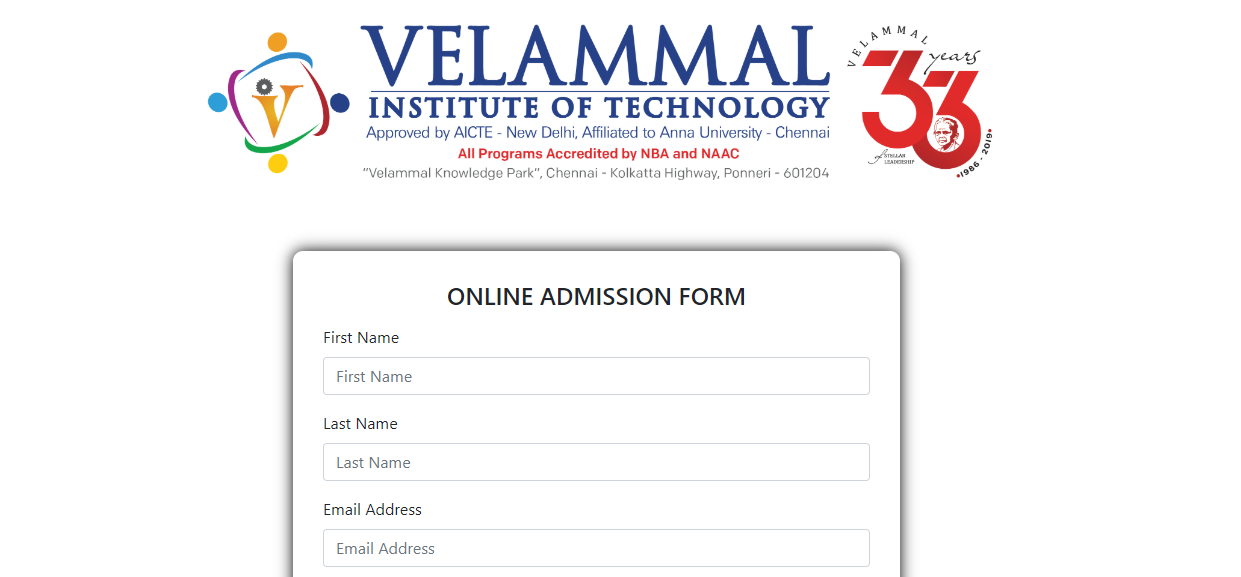 VELAMMAL
INSTITUTE OF TECHNOLOGY
Approved by AICTE - New Delhi, Affiliated to Anna University - Chennai
All Programs Accredited by NBA and NAAC
“Velammal Knowledge Park”, Chennai - Kolkatta Highway, Ponneri - 601204
V
VELAMMAL
33
years
of STELLAR
LEADERSHIP
•1986 - 2019•
ONLINE ADMISSION FORM
First Name
First Name
Last Name
Last Name
Email Address
Email Address